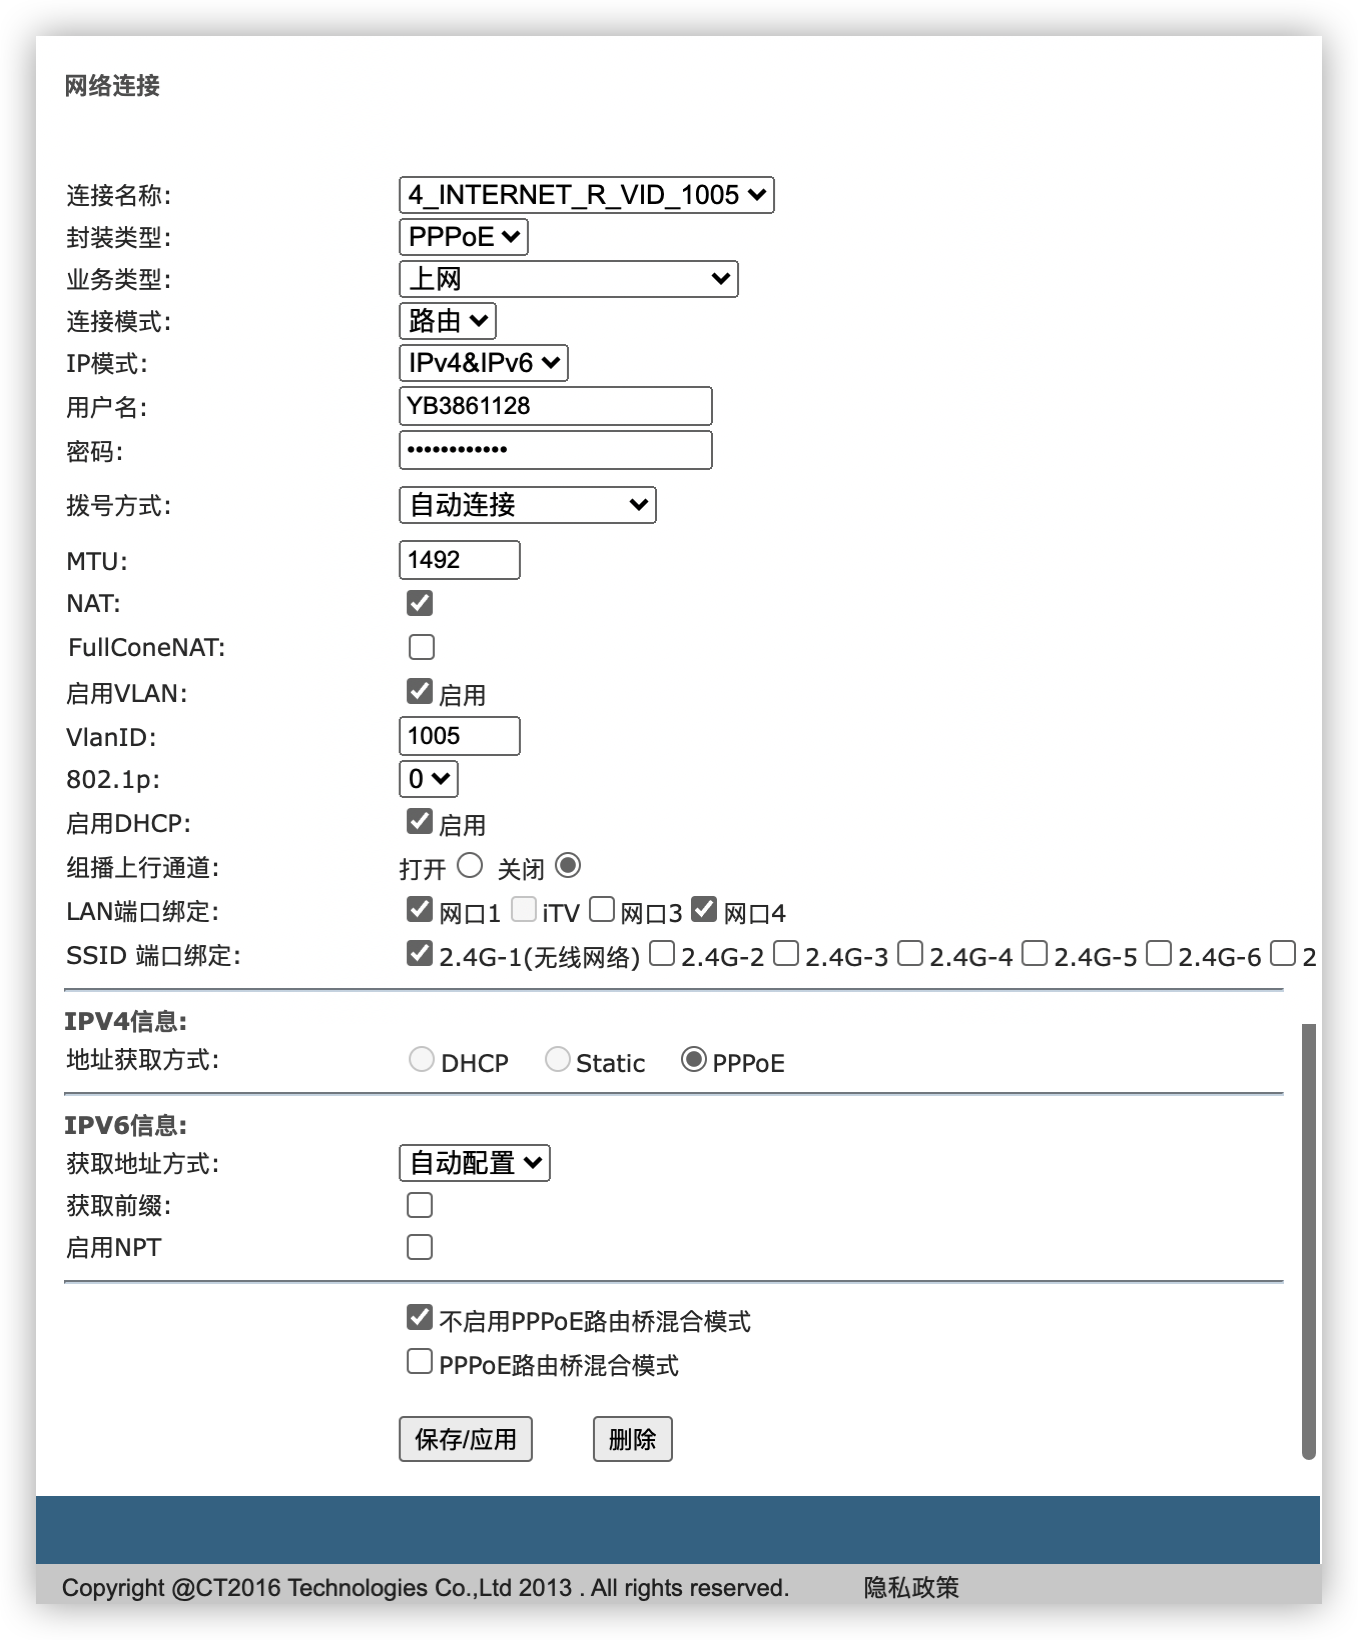 网络连接
连接名称: 4_INTERNET_R_VID_1005
封装类型: PPPoE
业务类型: 上网
连接模式: 路由
IP模式: IPv4&IPv6
用户名: YB3861128
密码: ••••••••••••
拨号方式: 自动连接
MTU: 1492
NAT:
FullConeNAT:
启用VLAN: 启用
VlanID: 1005
802.1p: 0
启用DHCP: 启用
组播上行通道: 打开 关闭
LAN端口绑定: 网口1 iTV 网口3 网口4
SSID 端口绑定: 2.4G-1(无线网络) 2.4G-2 2.4G-3 2.4G-4 2.4G-5 2.4G-6 2
IPV4信息:
地址获取方式: DHCP Static PPPoE
IPV6信息:
获取地址方式: 自动配置
获取前缀:
启用NPT
不启用PPPoE路由桥混合模式
PPPoE路由桥混合模式
保存/应用 删除
Copyright @CT2016 Technologies Co.,Ltd 2013 . All rights reserved. 隐私政策